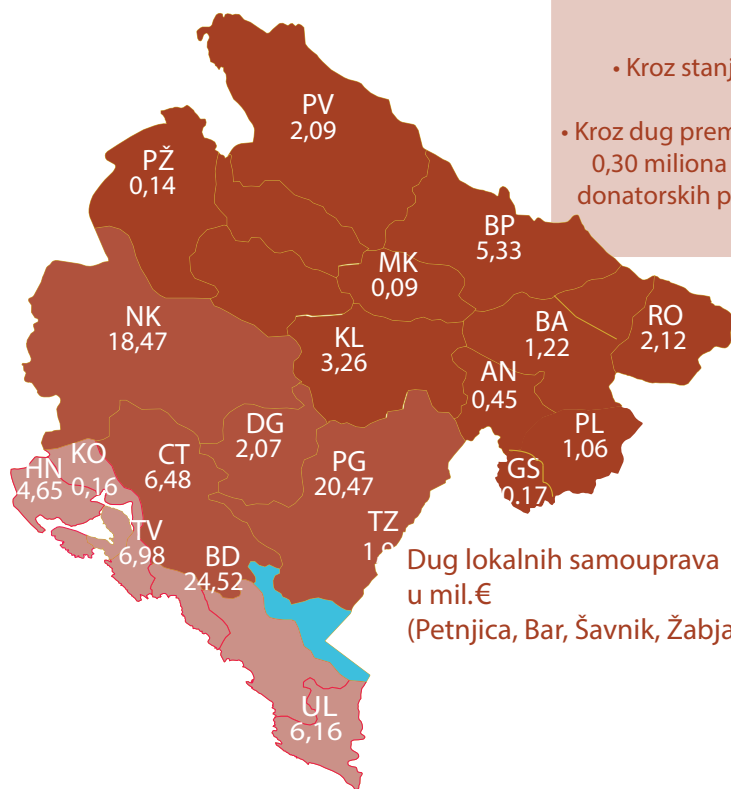 • Kroz stanj
• Kroz dug prem
0,30 miliona
donatorskih p
PV
2,09
PŽ
0,14
BP
5,33
MK
0,09
NK
18,47
KL
3,26
BA
1,22
RO
2,12
AN
0,45
DG
2,07
PL
1,06
KO
0,16
HN
4,65
CT
6,48
PG
20,47
GS
0.17
TZ
TV
6,98
BD
24,52
Dug lokalnih samouprava
u mil.€
(Petnjica, Bar, Šavnik, Žabja
UL
6,16